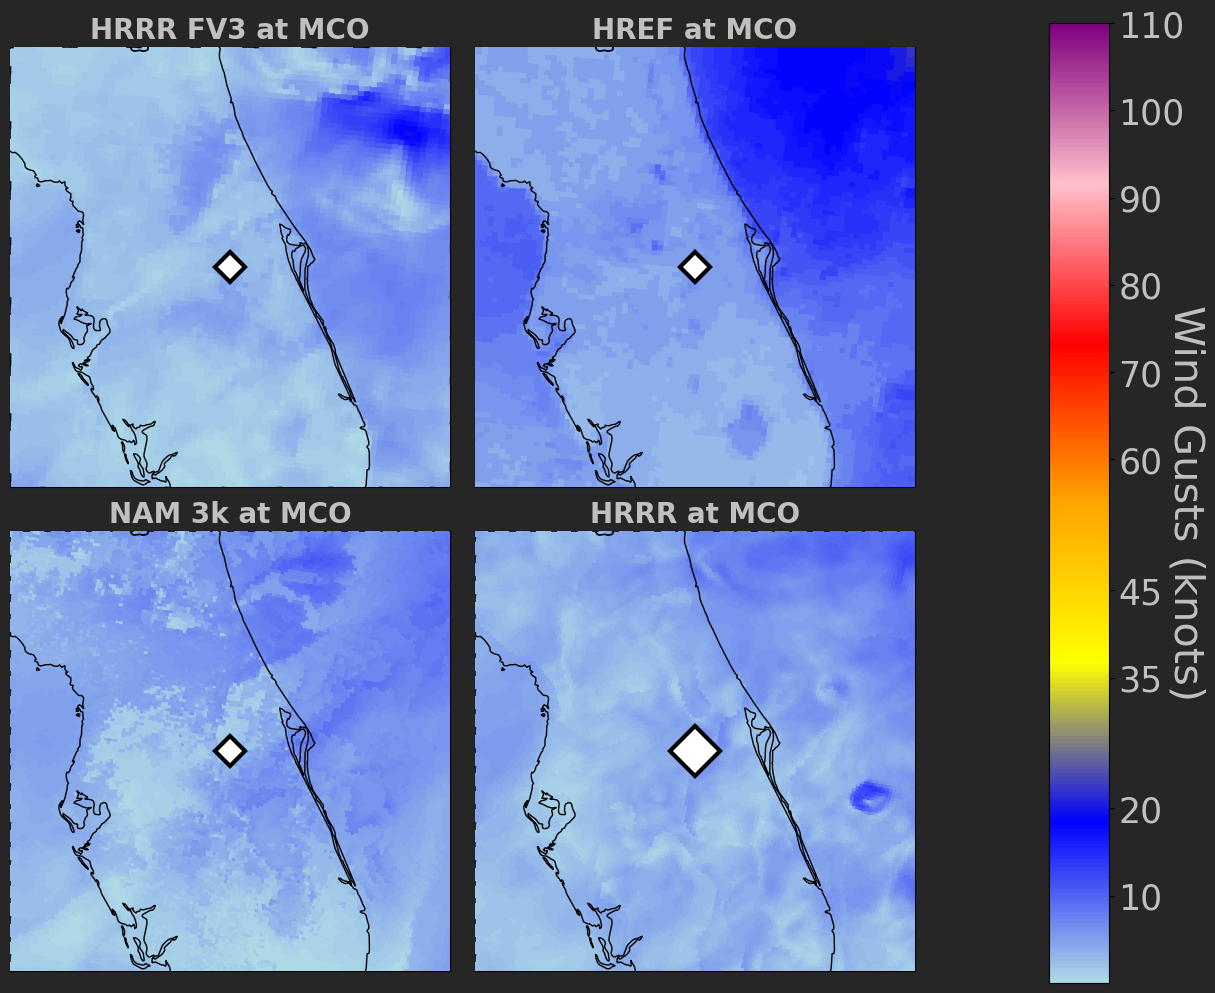 HRRR FV3 at MCO
HREF at MCO
NAM 3k at MCO
HRRR at MCO
110
100
90
80
70
60
45
35
20
10
Wind Gusts (knots)